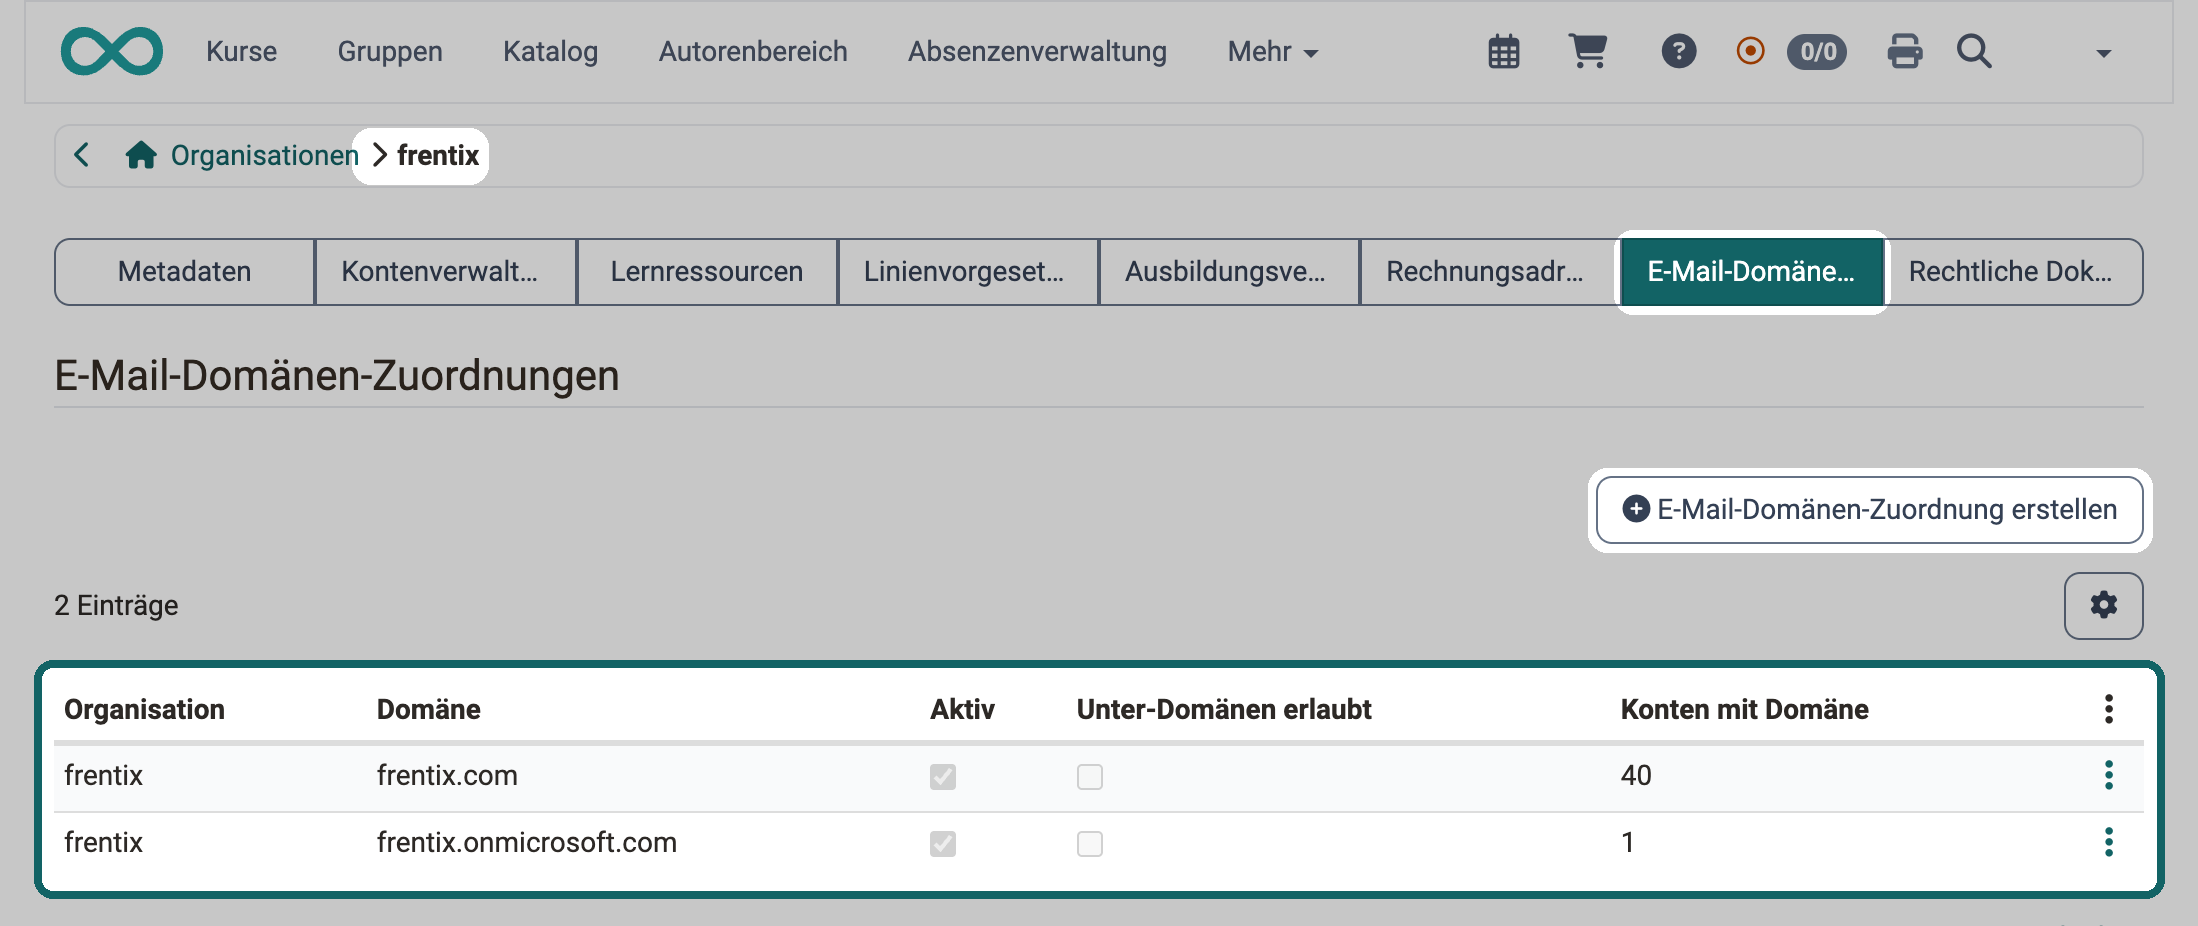 Kurse Gruppen Katalog Autorenbereich Absenzenverwaltung Mehr ? 0/0
Organisationen frentix
Metadaten Kontenverwalt... Lernressourcen Linienvorgeset... Ausbildungsve... Rechnungsadr... E-Mail-Domäne... Rechtliche Dok...
E-Mail-Domänen-Zuordnungen
E-Mail-Domänen-Zuordnung erstellen
2 Einträge
Organisation Domäne Aktiv Unter-Domänen erlaubt Konten mit Domäne
frentix frentix.com 40
frentix frentix.onmicrosoft.com 1